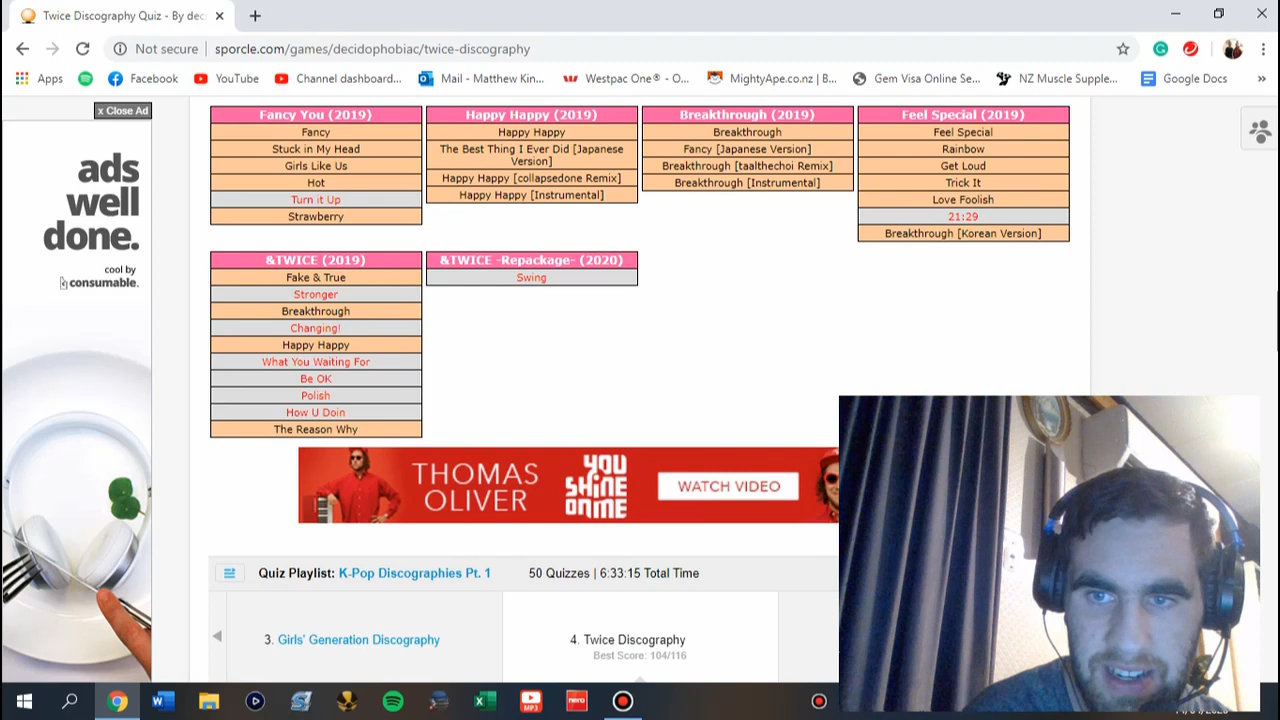 Twice Discography Quiz - By dec
Not secure
sporcle.com/games/decidophobiac/twice-discography
Apps
Facebook
YouTube
Channel dashboard...
Mail - Matthew Kin...
Westpac One® - O...
MightyApe.co.nz | B...
Gem Visa Online Se...
NZ Muscle Supple...
Google Docs
»
x Close Ad
ads
well
done.
cool by
consumable.
Fancy You (2019)
Fancy
Stuck in My Head
Girls Like Us
Hot
Turn it Up
Strawberry
Happy Happy (2019)
Happy Happy
The Best Thing I Ever Did [Japanese
Version]
Happy Happy [collapsedone Remix]
Happy Happy [Instrumental]
Breakthrough (2019)
Breakthrough
Fancy [Japanese Version]
Breakthrough [taalthechoi Remix]
Breakthrough [Instrumental]
Feel Special (2019)
Feel Special
Rainbow
Get Loud
Trick It
Love Foolish
21:29
Breakthrough [Korean Version]
&TWICE (2019)
Fake & True
Stronger
Breakthrough
Changing!
Happy Happy
What You Waiting For
Be OK
Polish
How U Doin
The Reason Why
&TWICE -Repackage- (2020)
Swing
THOMAS
OLIVER
YOU
SHINE
ON ME
WATCH VIDEO
Quiz Playlist: K-Pop Discographies Pt. 1
50 Quizzes | 6:33:15 Total Time
3. Girls' Generation Discography
4. Twice Discography
Best Score: 104/116
MP3
nero